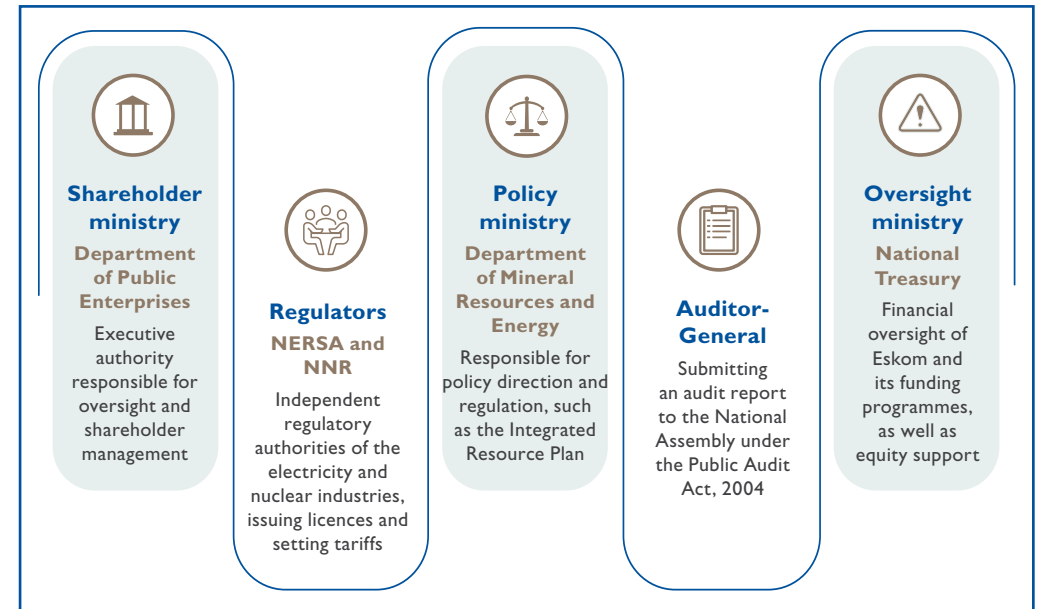 Shareholder
ministry
Department
of Public
Enterprises
Executive
authority
responsible for
oversight and
shareholder
management
Regulators
NERSA and
NNR
Independent
regulatory
authorities of the
electricity and
nuclear industries,
issuing licences and
setting tariffs
Policy
ministry
Department
of Mineral
Resources and
Energy
Responsible for
policy direction and
regulation, such
as the Integrated
Resource Plan
Auditor-
General
Submitting
an audit report
to the National
Assembly under
the Public Audit
Act, 2004
Oversight
ministry
National
Treasury
Financial
oversight of
Eskom and
its funding
programmes,
as well as
equity support